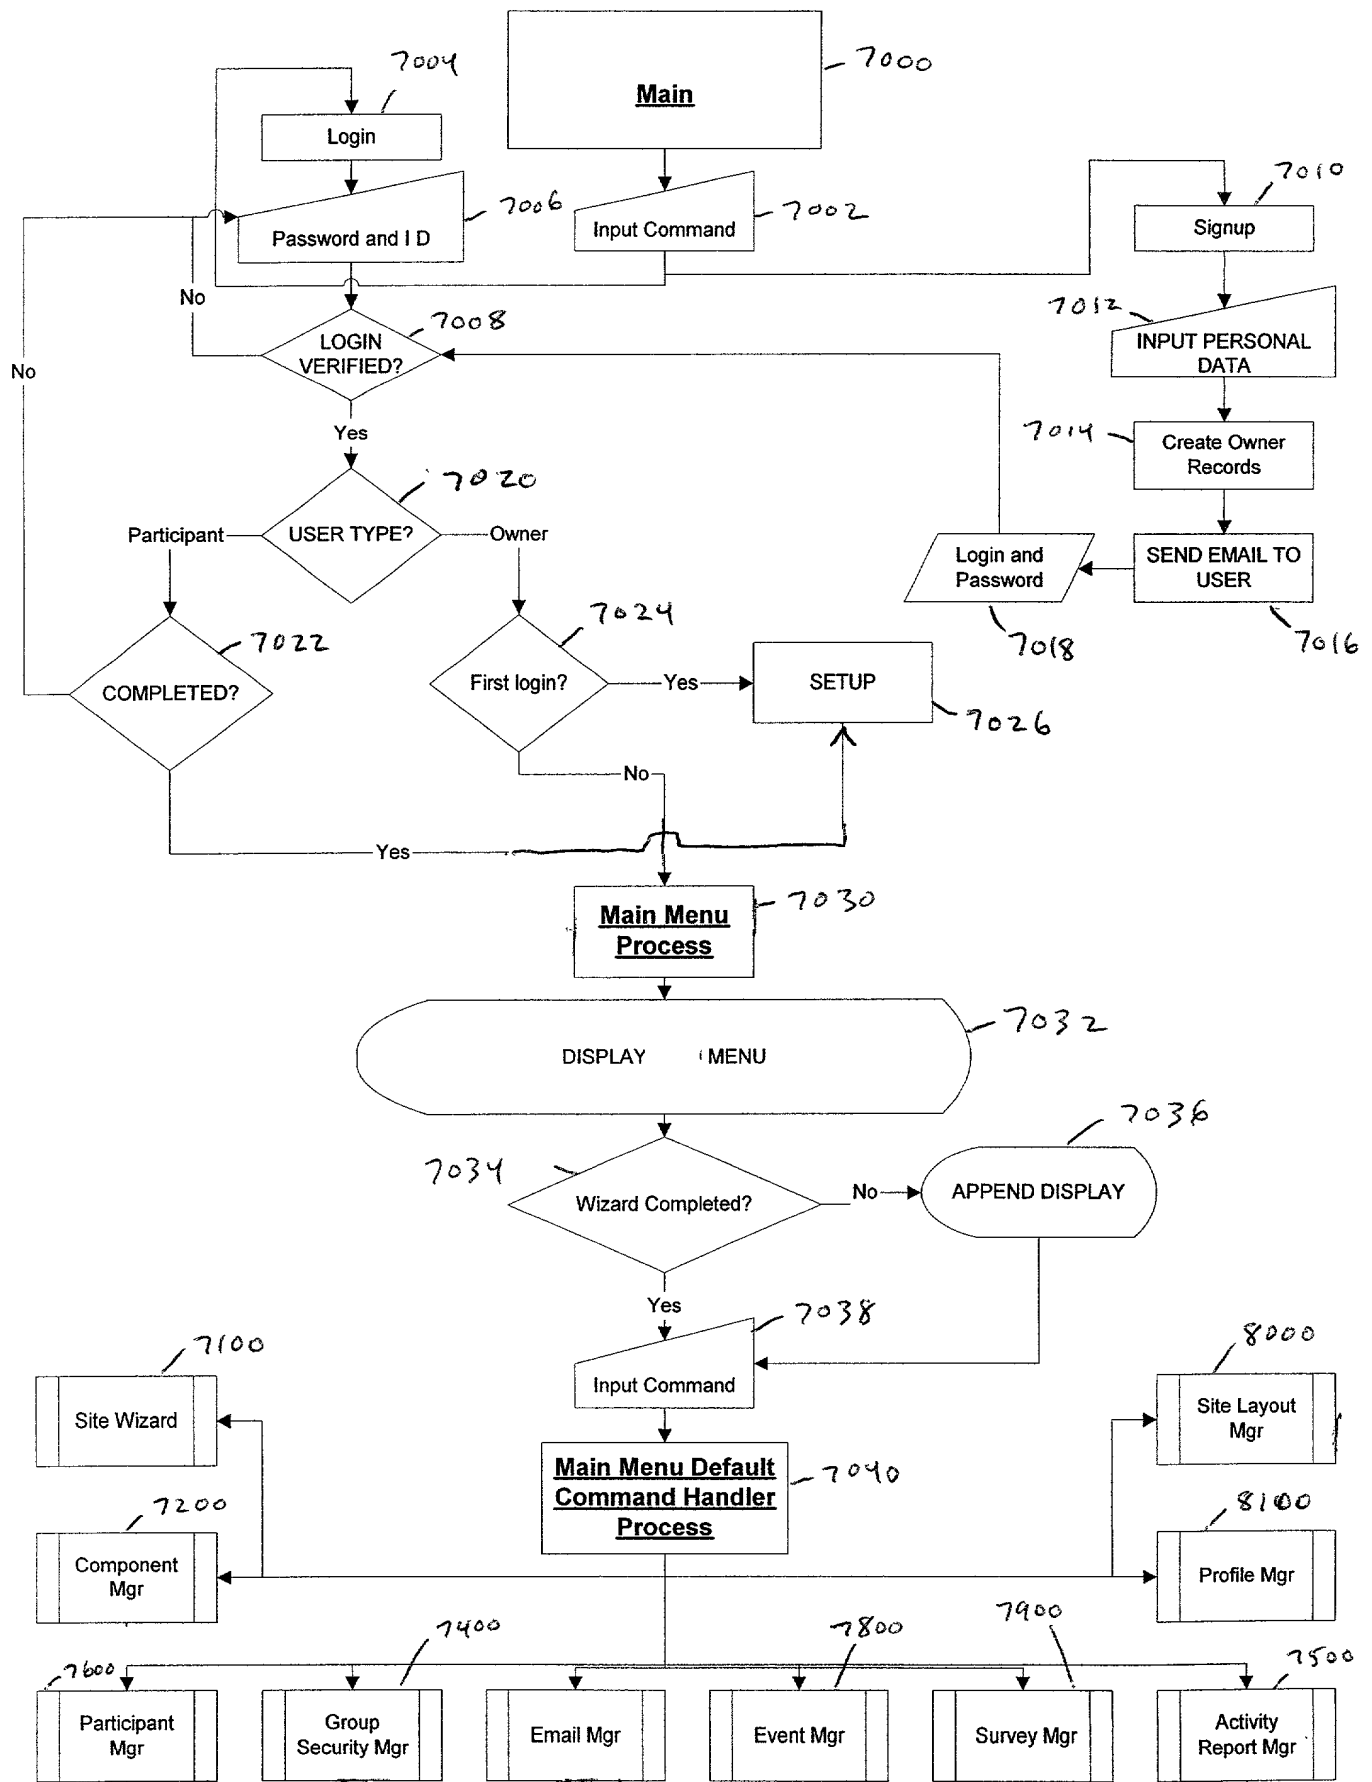 7004
7000
Main
Login
7010
7006
7002
Signup
Password and I D
Input Command
No
7012
7008
LOGIN
VERIFIED?
INPUT PERSONAL
DATA
No
Yes
7014
Create Owner
Records
7020
Participant
USER TYPE?
Owner
Login and
Password
SEND EMAIL TO
USER
7024
7022
7018
7016
COMPLETED?
First login?
Yes
SETUP
7026
No
Yes
7030
Main Menu
Process
7032
DISPLAY MENU
7036
7034
Wizard Completed?
No
APPEND DISPLAY
Yes
7038
7100
8000
Input Command
Site Wizard
Site Layout
Mgr
Main Menu Default
Command Handler
Process
7040
7200
8100
Component
Mgr
Profile Mgr
7600
7400
7800
7900
7500
Participant
Mgr
Group
Security Mgr
Email Mgr
Event Mgr
Survey Mgr
Activity
Report Mgr